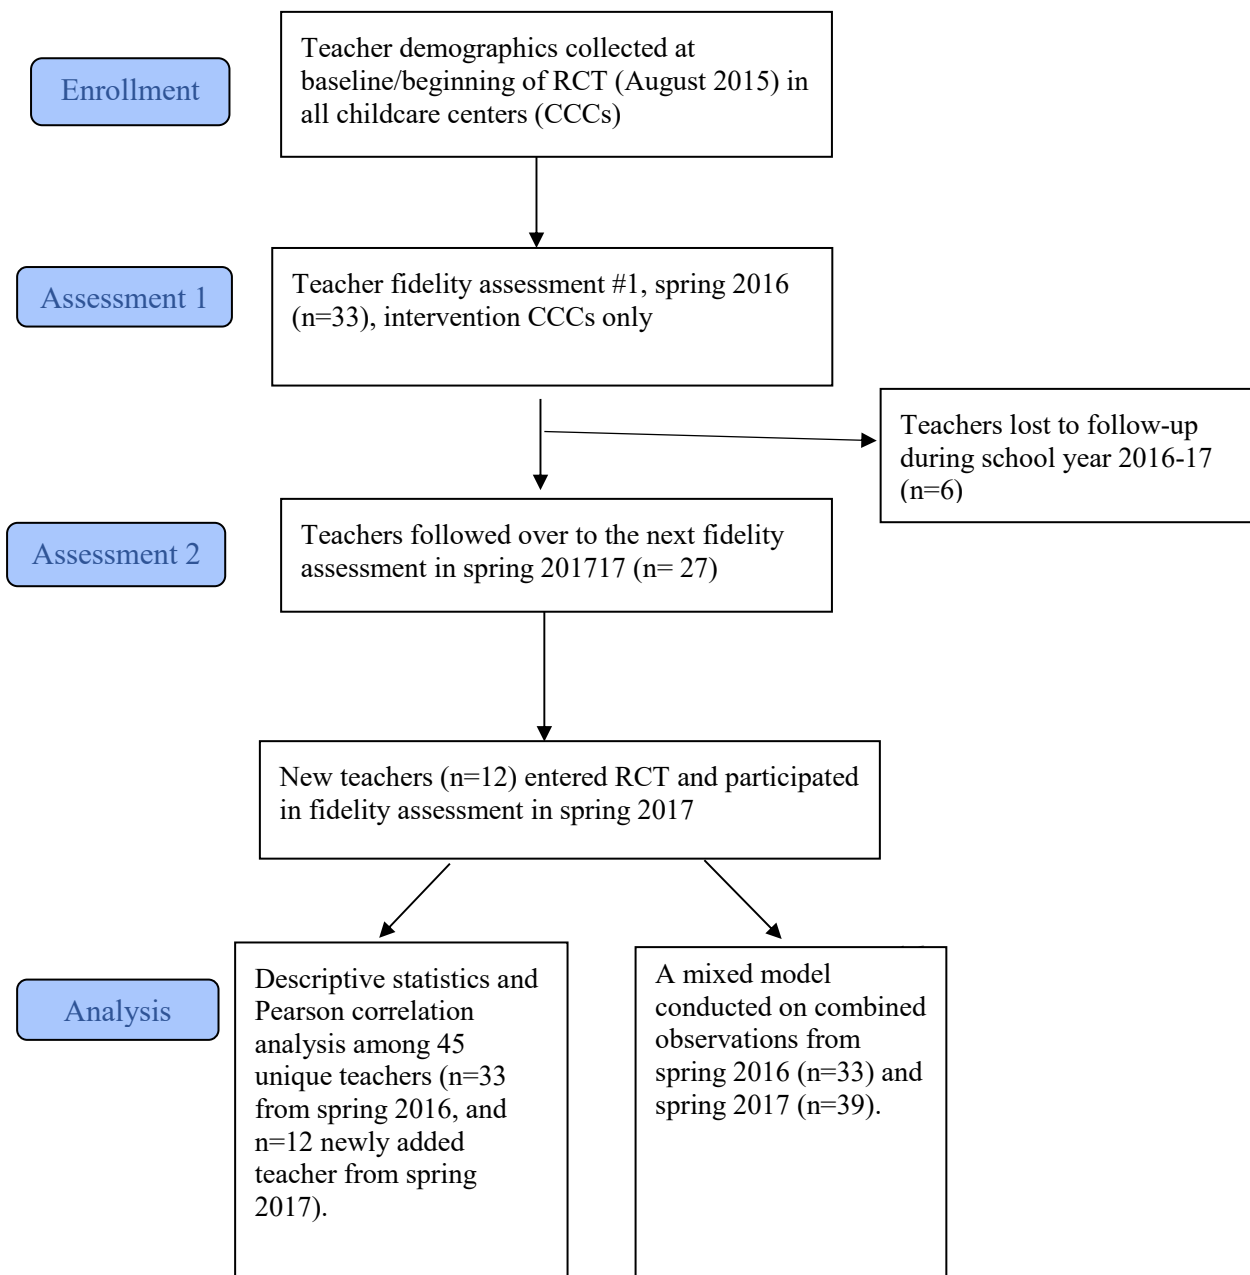 Enrollment
Teacher demographics collected at
baseline/beginning of RCT (August 2015) in
all childcare centers (CCCs)
Assessment 1
Teacher fidelity assessment #1, spring 2016
(n=33), intervention CCCs only
Teachers lost to follow-up
during school year 2016-17
(n=6)
Assessment 2
Teachers followed over to the next fidelity
assessment in spring 201717 (n= 27)
New teachers (n=12) entered RCT and participated
in fidelity assessment in spring 2017
Analysis
Descriptive statistics and
Pearson correlation
analysis among 45
unique teachers (n=33
from spring 2016, and
n=12 newly added
teacher from spring
2017).
A mixed model
conducted on combined
observations from
spring 2016 (n=33) and
spring 2017 (n=39).